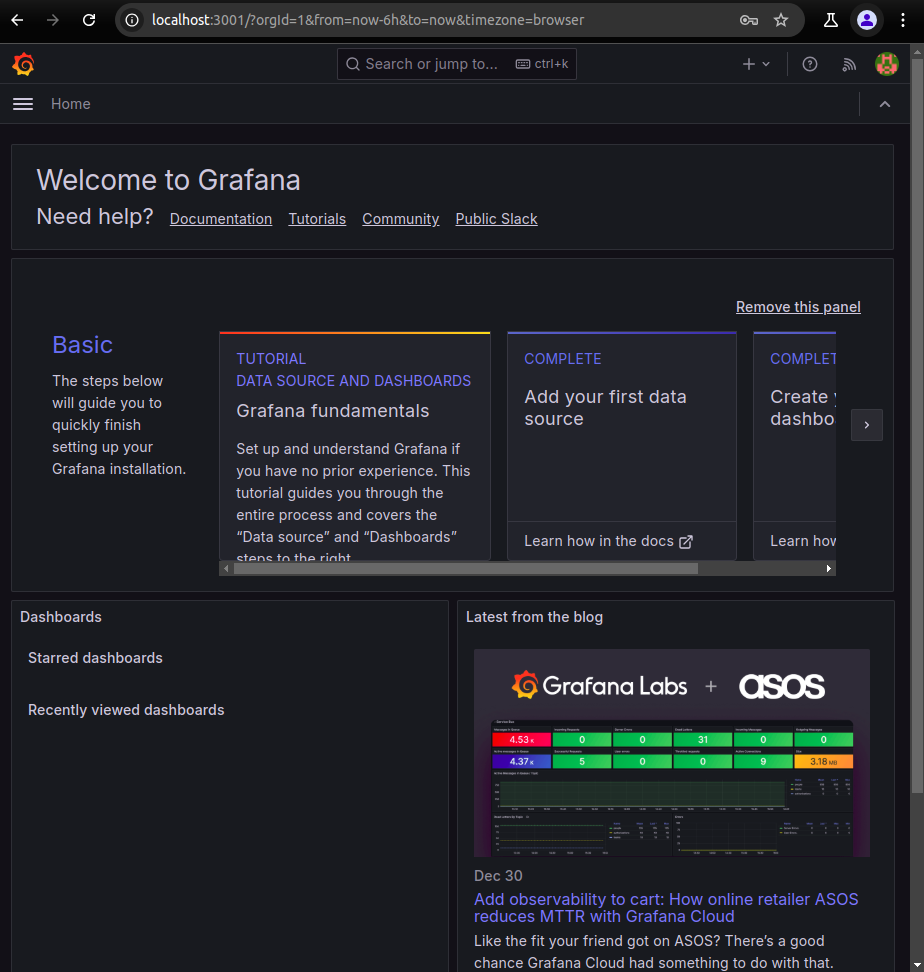 localhost:3001/?orgId=1&from=now-6h&to=now&timezone=browser
Search or jump to... ctrl+k
Home
Welcome to Grafana
Need help? Documentation Tutorials Community Public Slack
Remove this panel
Basic
The steps below
will guide you to
quickly finish
setting up your
Grafana installation.
TUTORIAL
DATA SOURCE AND DASHBOARDS
Grafana fundamentals
Set up and understand Grafana if
you have no prior experience. This
tutorial guides you through the
entire process and covers the
“Data source” and “Dashboards”
steps to the right.
COMPLETE
Add your first data
source
Learn how in the docs
COMPLET
Create
dashbo
Learn how
Dashboards
Starred dashboards
Recently viewed dashboards
Latest from the blog
Grafana Labs + asos
4.53 K 0 0 31 0 0
4.37 K 5 0 0 9 3.18 MB
Dec 30
Add observability to cart: How online retailer ASOS
reduces MTTR with Grafana Cloud
Like the fit your friend got on ASOS? There’s a good
chance Grafana Cloud had something to do with that.